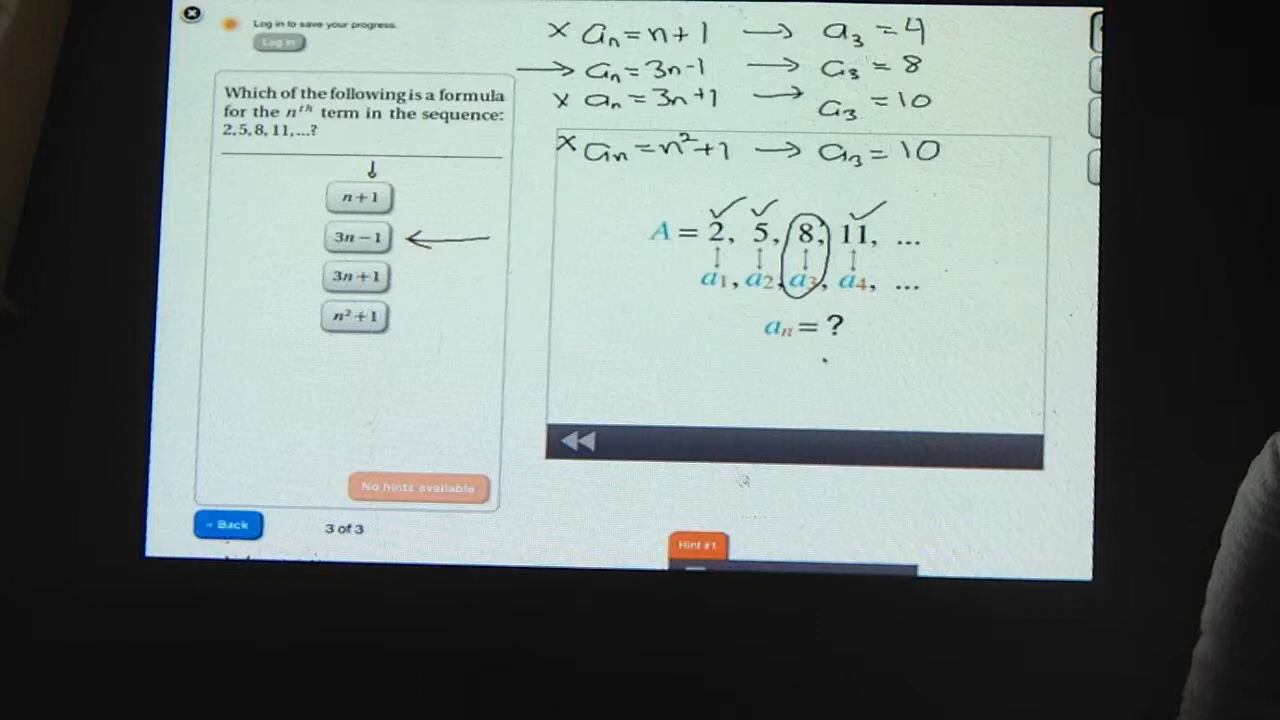 Log in to save your progress.
Log in
Which of the following is a formula
for the nᵗʰ term in the sequence:
2, 5, 8, 11, ...?
n + 1
3n − 1
3n + 1
n² + 1
No hints available
« Back
3 of 3
× aₙ = n + 1 → a₃ = 4
→ aₙ = 3n - 1 → a₃ = 8
× aₙ = 3n + 1 → a₃ = 10
× aₙ = n² + 1 → a₃ = 10
A = 2, 5, 8, 11, ...
a₁, a₂, a₃, a₄, ...
aₙ = ?
Hint #1